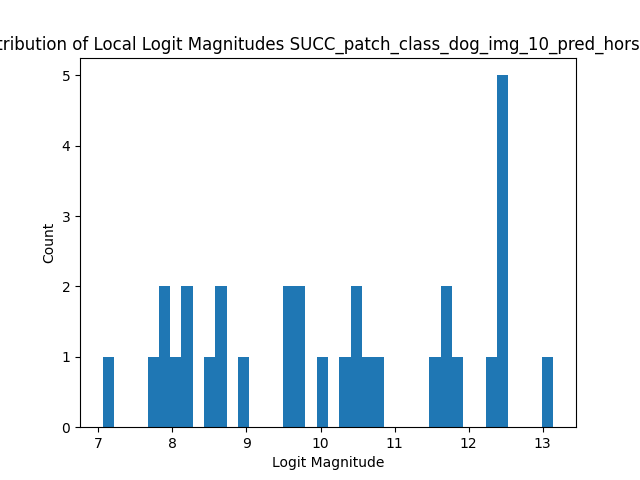 tribution of Local Logit Magnitudes SUCC_patch_class_dog_img_10_pred_hors
5
4
3
2
1
0
Count
7 8 9 10 11 12 13
Logit Magnitude